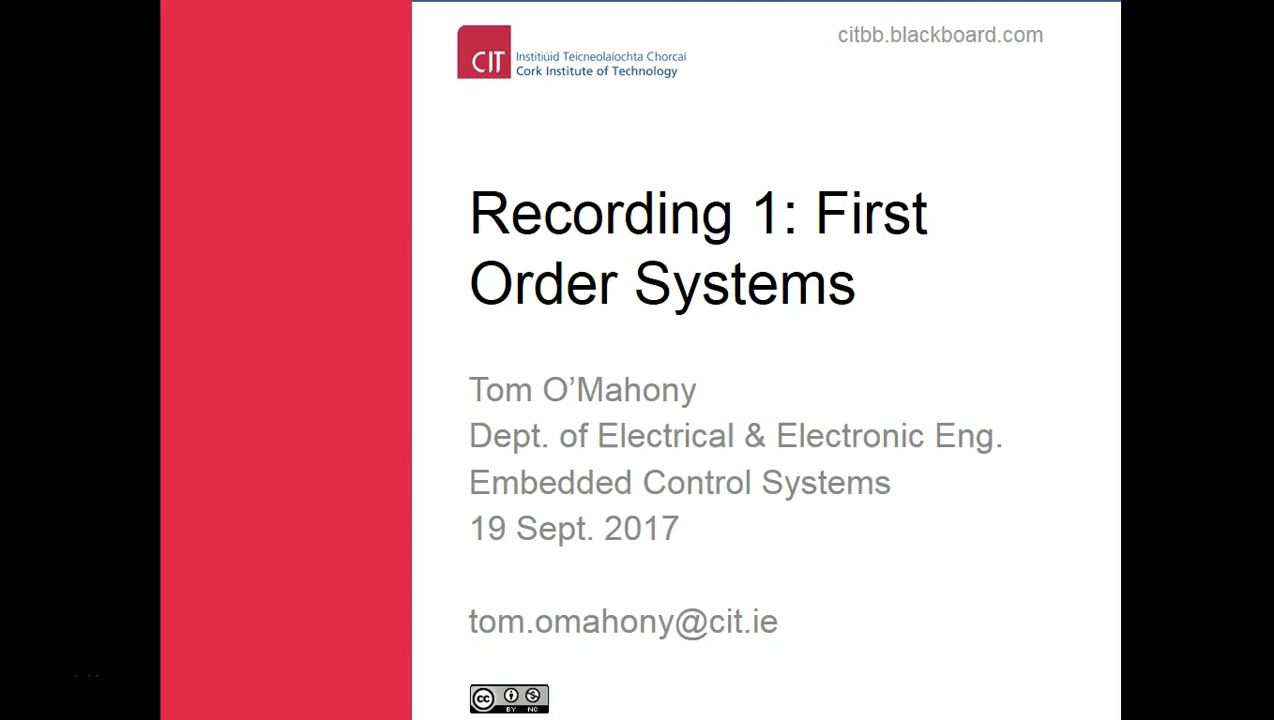 citbb.blackboard.com
CIT
Institiúid Teicneolaíochta Chorcaí
Cork Institute of Technology
Recording 1: First
Order Systems
Tom O’Mahony
Dept. of Electrical & Electronic Eng.
Embedded Control Systems
19 Sept. 2017
tom.omahony@cit.ie
cc
BY NC